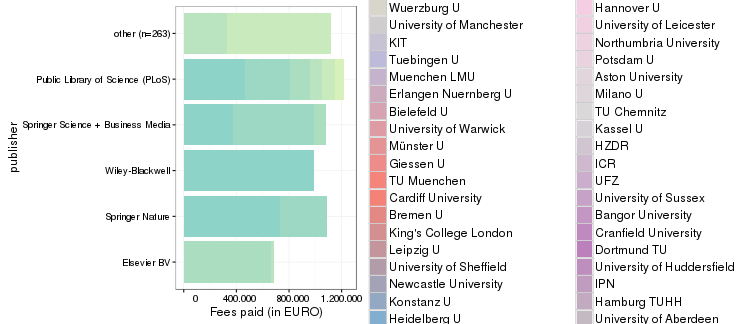 publisher
other (n=263)
Public Library of Science (PLoS)
Springer Science + Business Media
Wiley-Blackwell
Springer Nature
Elsevier BV
0 400.000 800.000 1.200.000
Fees paid (in EURO)
Wuerzburg U
University of Manchester
KIT
Tuebingen U
Muenchen LMU
Erlangen Nuernberg U
Bielefeld U
University of Warwick
Münster U
Giessen U
TU Muenchen
Cardiff University
Bremen U
King's College London
Leipzig U
University of Sheffield
Newcastle University
Konstanz U
Heidelberg U
Hannover U
University of Leicester
Northumbria University
Potsdam U
Aston University
Milano U
TU Chemnitz
Kassel U
HZDR
ICR
UFZ
University of Sussex
Bangor University
Cranfield University
Dortmund TU
University of Huddersfield
IPN
Hamburg TUHH
University of Aberdeen